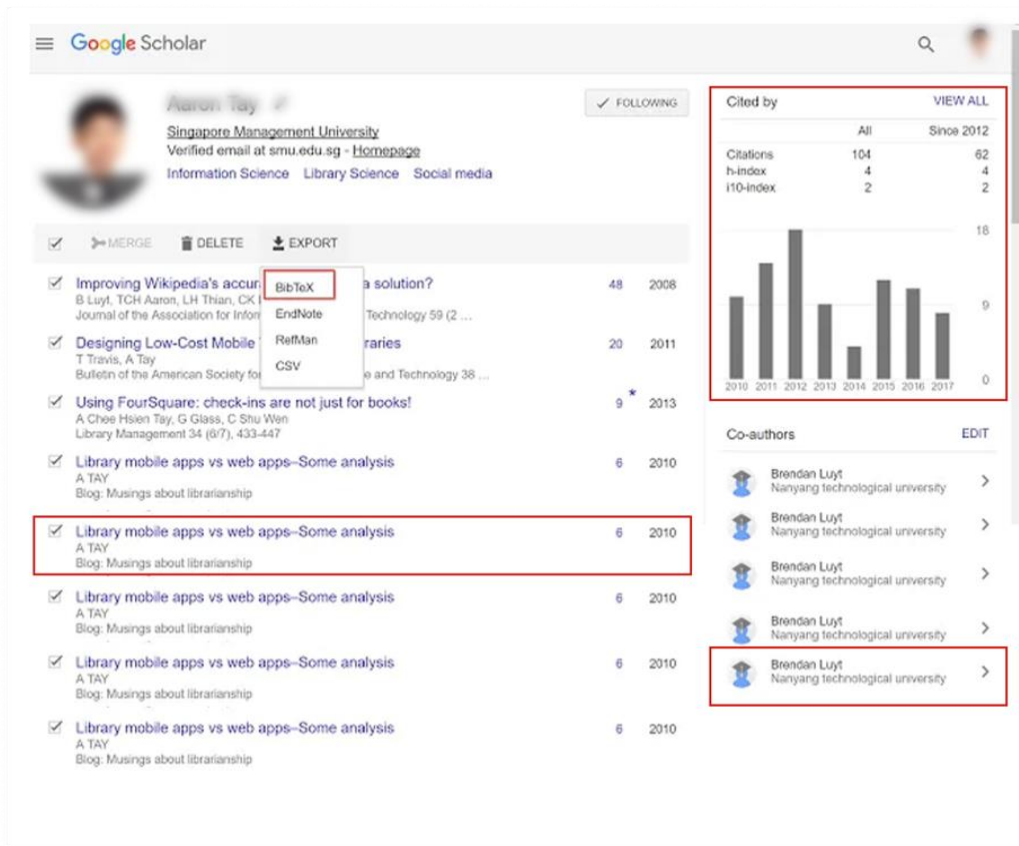 Google Scholar
Aaron Tay
FOLLOWING
Singapore Management University
Verified email at smu.edu.sg - Homepage
Information Science Library Science Social media
MERGE DELETE EXPORT
BibTeX
EndNote
RefMan
CSV
Improving Wikipedia's accur a solution? 48 2008
B Luyt, TCH Aaron, LH Thian, CK
Journal of the Association for Infor Technology 59 (2 ...
Designing Low-Cost Mobile raries 20 2011
T Travis, A Tay
Bulletin of the American Society fo e and Technology 38 ...
Using FourSquare: check-ins are not just for books! 9 * 2013
A Chee Hsien Tay, G Glass, C Shu Wen
Library Management 34 (6/7), 433-447
Library mobile apps vs web apps–Some analysis 6 2010
A TAY
Blog: Musings about librarianship
Library mobile apps vs web apps–Some analysis 6 2010
A TAY
Blog: Musings about librarianship
Library mobile apps vs web apps–Some analysis 6 2010
A TAY
Blog: Musings about librarianship
Library mobile apps vs web apps–Some analysis 6 2010
A TAY
Blog: Musings about librarianship
Library mobile apps vs web apps–Some analysis 6 2010
A TAY
Blog: Musings about librarianship
Cited by VIEW ALL
All Since 2012
Citations 104 62
h-index 4 4
i10-index 2 2
18
9
0
2010 2011 2012 2013 2014 2015 2016 2017
Co-authors EDIT
Brendan Luyt
Nanyang technological university
Brendan Luyt
Nanyang technological university
Brendan Luyt
Nanyang technological university
Brendan Luyt
Nanyang technological university
Brendan Luyt
Nanyang technological university